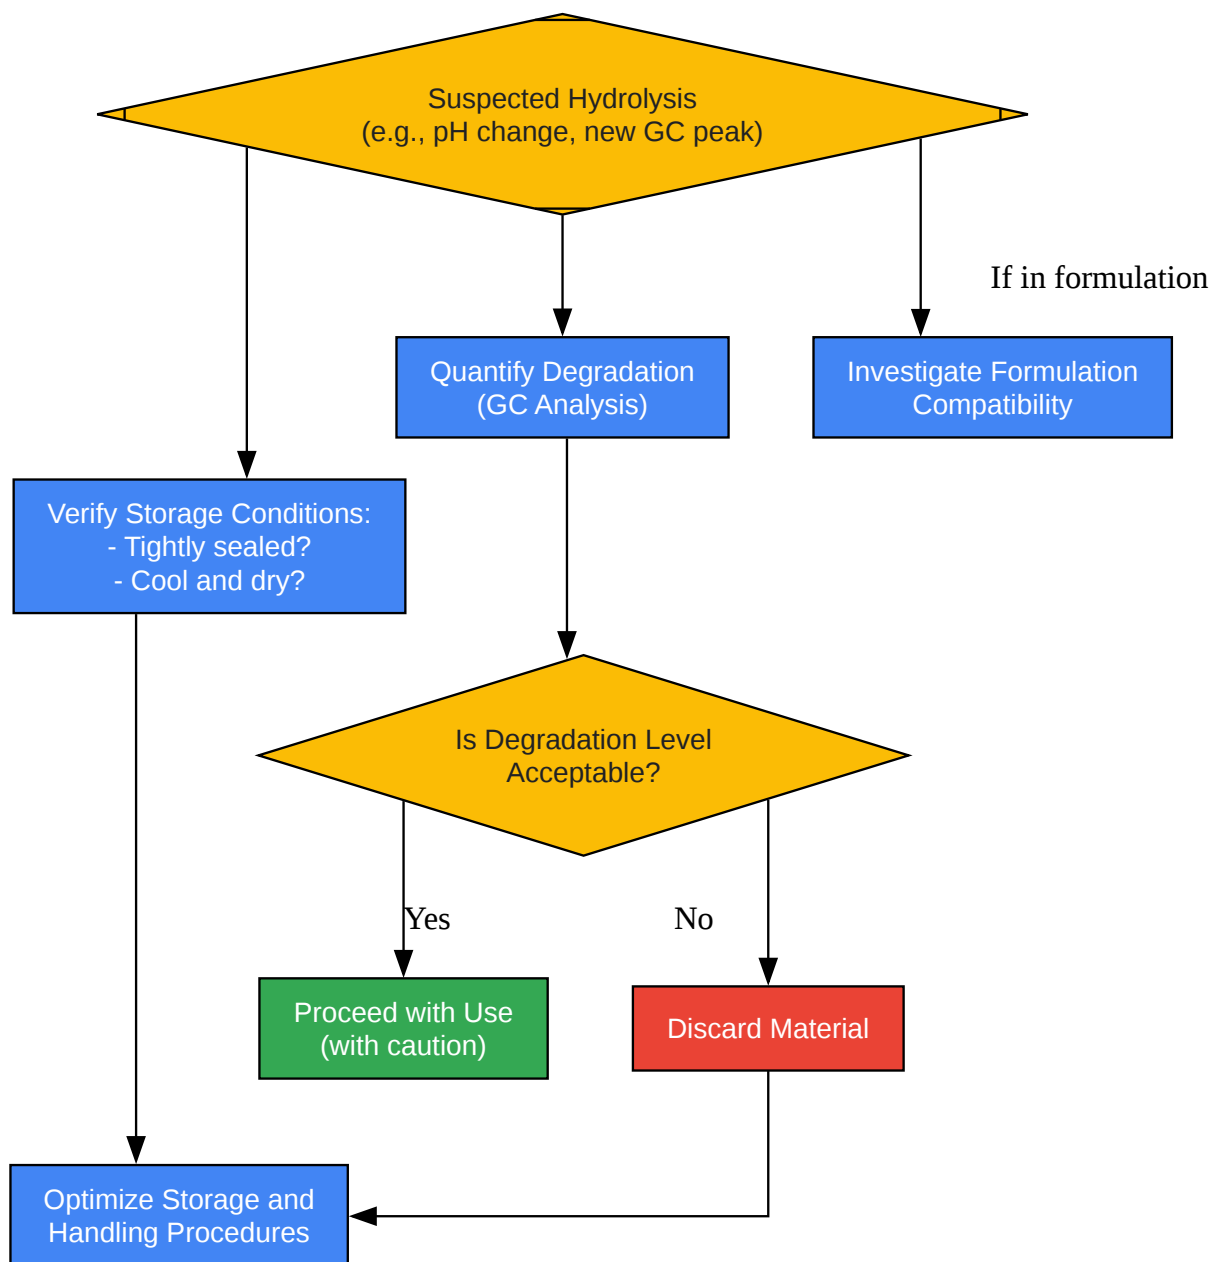 Suspected Hydrolysis
(e.g., pH change, new GC peak)
If in formulation
Quantify Degradation
(GC Analysis)
Investigate Formulation
Compatibility
Verify Storage Conditions:
- Tightly sealed?
- Cool and dry?
Is Degradation Level
Acceptable?
Yes
No
Proceed with Use
(with caution)
Discard Material
Optimize Storage and
Handling Procedures